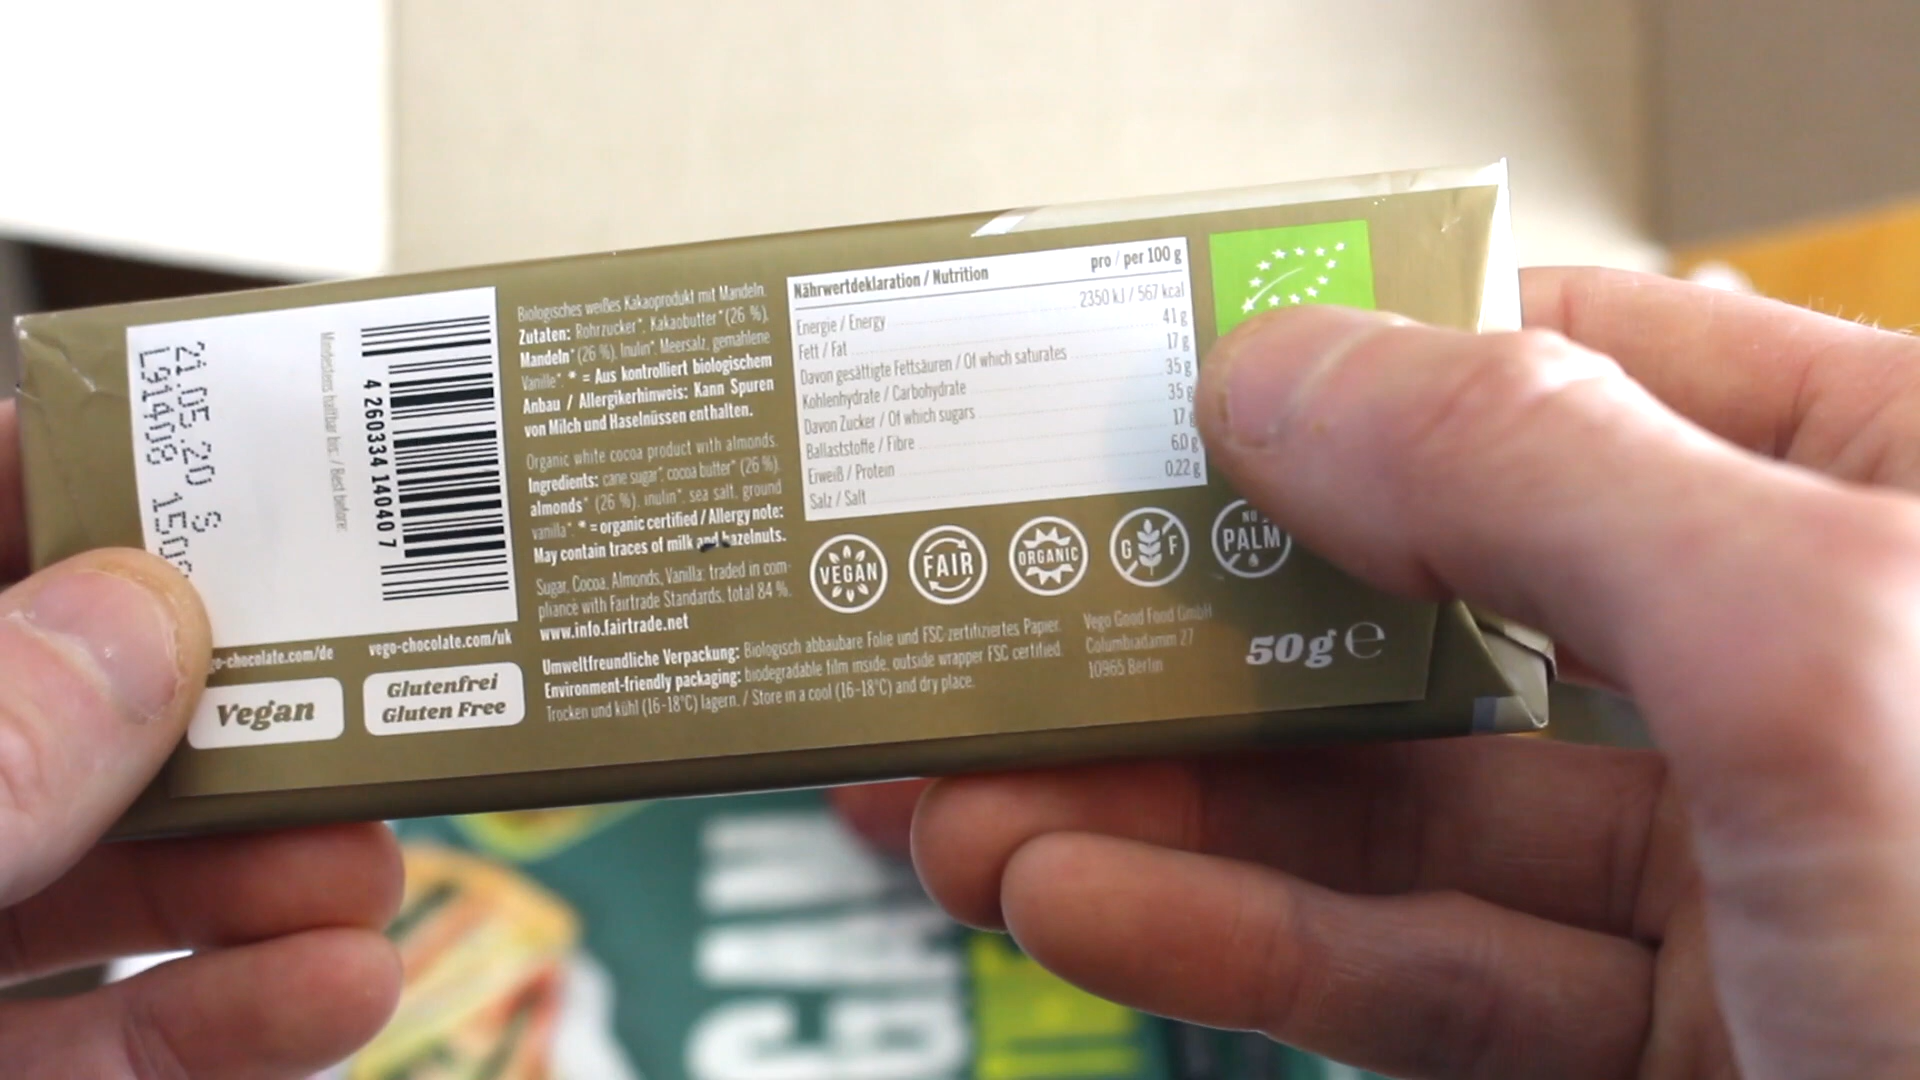 21.05.20 S
L91408 150
Mindestens haltbar bis: / Best before:
4 260334 14040 7
o-chocolate.com/de
vego-chocolate.com/uk
Vegan
Glutenfrei
Gluten Free
Biologisches weißes Kakaoprodukt mit Mandeln.
Zutaten: Rohrzucker*, Kakaobutter* (26 %),
Mandeln* (26 %), Inulin*, Meersalz, gemahlene
Vanille*. * = Aus kontrolliert biologischem
Anbau / Allergikerhinweis: Kann Spuren
von Milch und Haselnüssen enthalten.
Organic white cocoa product with almonds.
Ingredients: cane sugar*, cocoa butter* (26 %),
almonds* (26 %), inulin*, sea salt, ground
vanilla*. * = organic certified / Allergy note:
May contain traces of milk and hazelnuts.
Sugar, Cocoa, Almonds, Vanilla: traded in com-
pliance with Fairtrade Standards, total 84 %.
www.info.fairtrade.net
Umweltfreundliche Verpackung: Biologisch abbaubare Folie und FSC-zertifiziertes Papier.
Environment-friendly packaging: biodegradable film inside, outside wrapper FSC certified.
Trocken und kühl (16-18°C) lagern. / Store in a cool (16-18°C) and dry place.
Nährwertdeklaration / Nutrition pro / per 100 g
Energie / Energy 2350 kJ / 567 kcal
Fett / Fat 41 g
Davon gesättigte Fettsäuren / Of which saturates 17 g
Kohlenhydrate / Carbohydrate 35 g
Davon Zucker / Of which sugars 35 g
Ballaststoffe / Fibre 17 g
Eiweiß / Protein 6,0 g
Salz / Salt 0,22 g
VEGAN
FAIR
ORGANIC
G F
NO
PALM
Vego Good Food GmbH
Columbiadamm 27
10965 Berlin
50 g e